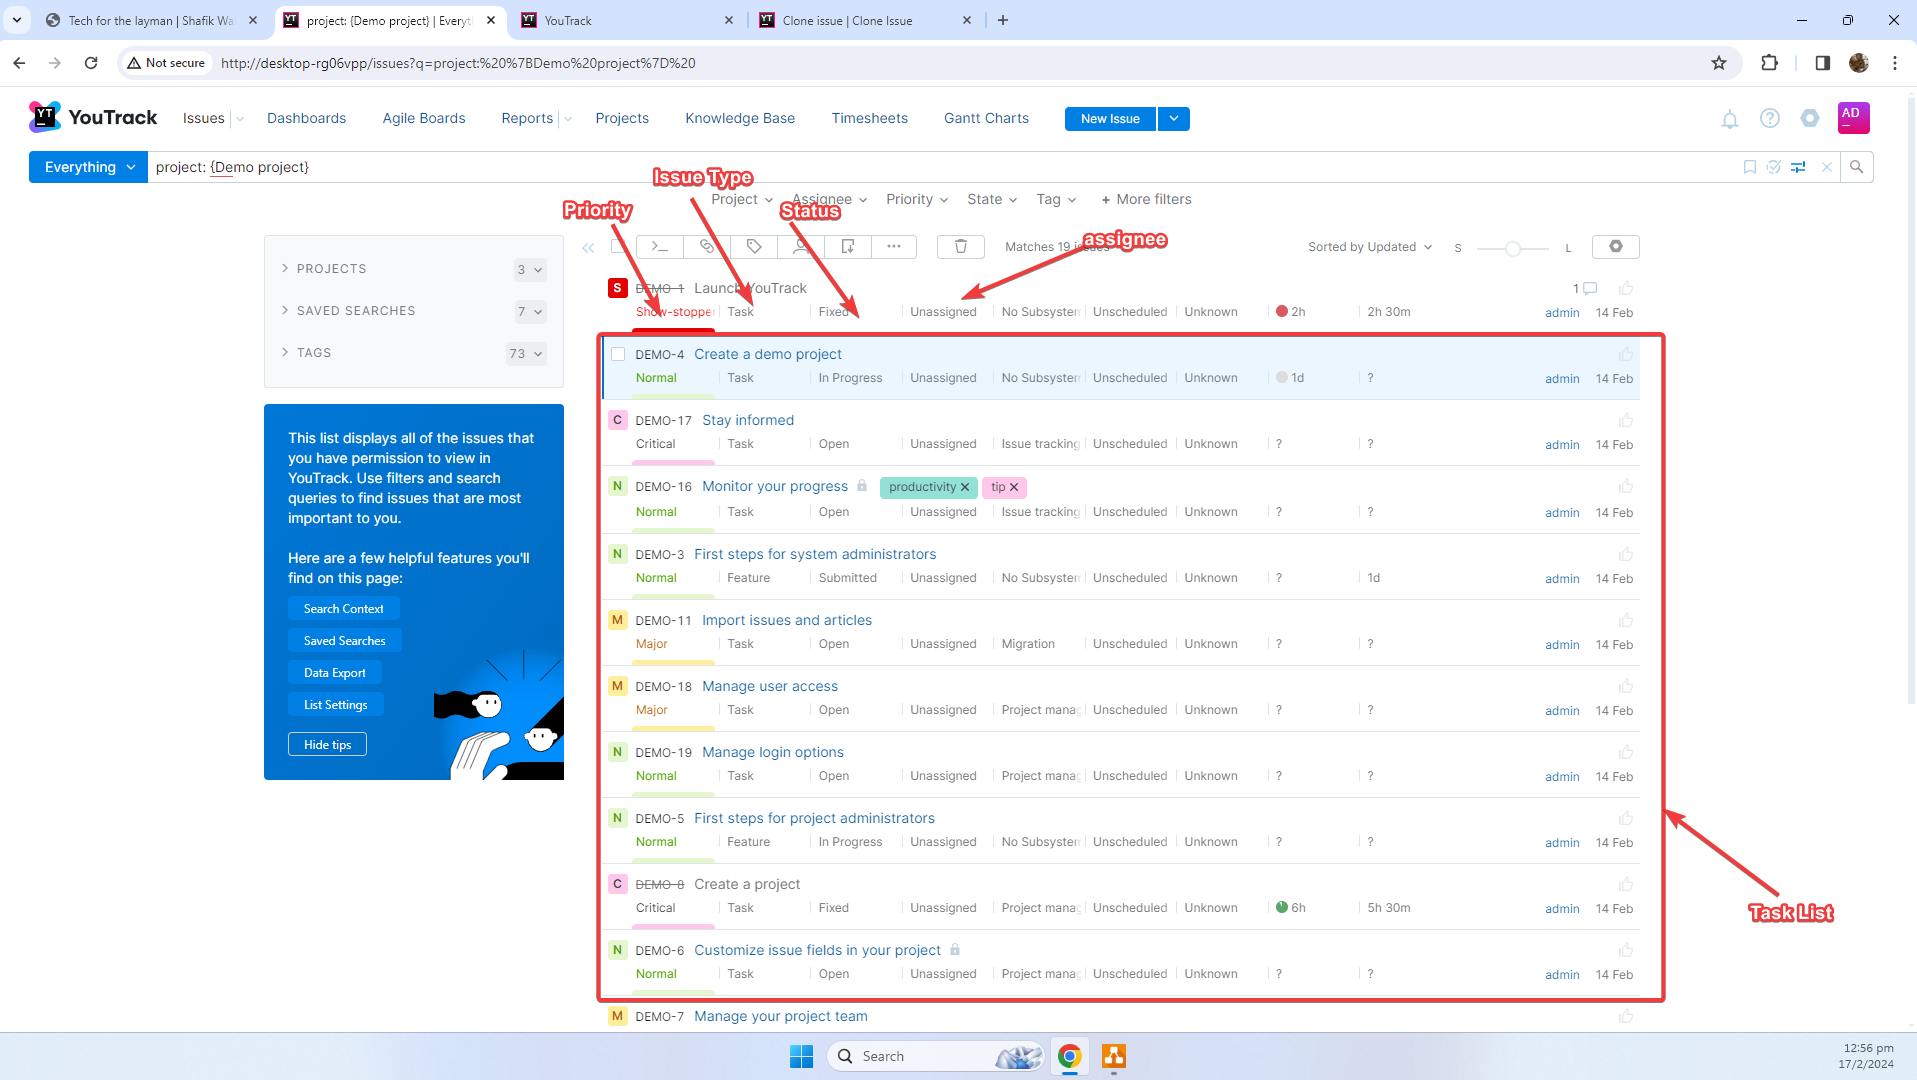 Tech for the layman | Shafik Wal
project: {Demo project} | Everyth
YouTrack
Clone issue | Clone Issue
Not secure
http://desktop-rg06vpp/issues?q=project:%20%7BDemo%20project%7D%20
YT YouTrack Issues Dashboards Agile Boards Reports Projects Knowledge Base Timesheets Gantt Charts New Issue AD
Everything project: {Demo project}
Issue Type
Project Assignee Priority State Tag + More filters
Priority
Status
assignee
Matches 19 issues Sorted by Updated S L
PROJECTS 3
SAVED SEARCHES 7
TAGS 73
This list displays all of the issues that
you have permission to view in
YouTrack. Use filters and search
queries to find issues that are most
important to you.
Here are a few helpful features you'll
find on this page:
Search Context
Saved Searches
Data Export
List Settings
Hide tips
S DEMO-1 Launch YouTrack 1
Show-stopper Task Fixed Unassigned No Subsystem Unscheduled Unknown 2h 2h 30m admin 14 Feb
DEMO-4 Create a demo project
Normal Task In Progress Unassigned No Subsystem Unscheduled Unknown 1d ? admin 14 Feb
C DEMO-17 Stay informed
Critical Task Open Unassigned Issue tracking Unscheduled Unknown ? ? admin 14 Feb
N DEMO-16 Monitor your progress productivity tip
Normal Task Open Unassigned Issue tracking Unscheduled Unknown ? ? admin 14 Feb
N DEMO-3 First steps for system administrators
Normal Feature Submitted Unassigned No Subsystem Unscheduled Unknown ? 1d admin 14 Feb
M DEMO-11 Import issues and articles
Major Task Open Unassigned Migration Unscheduled Unknown ? ? admin 14 Feb
M DEMO-18 Manage user access
Major Task Open Unassigned Project manag Unscheduled Unknown ? ? admin 14 Feb
N DEMO-19 Manage login options
Normal Task Open Unassigned Project manag Unscheduled Unknown ? ? admin 14 Feb
N DEMO-5 First steps for project administrators
Normal Feature In Progress Unassigned No Subsystem Unscheduled Unknown ? ? admin 14 Feb
C DEMO-8 Create a project
Critical Task Fixed Unassigned Project manag Unscheduled Unknown 6h 5h 30m admin 14 Feb
Task List
N DEMO-6 Customize issue fields in your project
Normal Task Open Unassigned Project manag Unscheduled Unknown ? ? admin 14 Feb
M DEMO-7 Manage your project team
Search
12:56 pm
17/2/2024